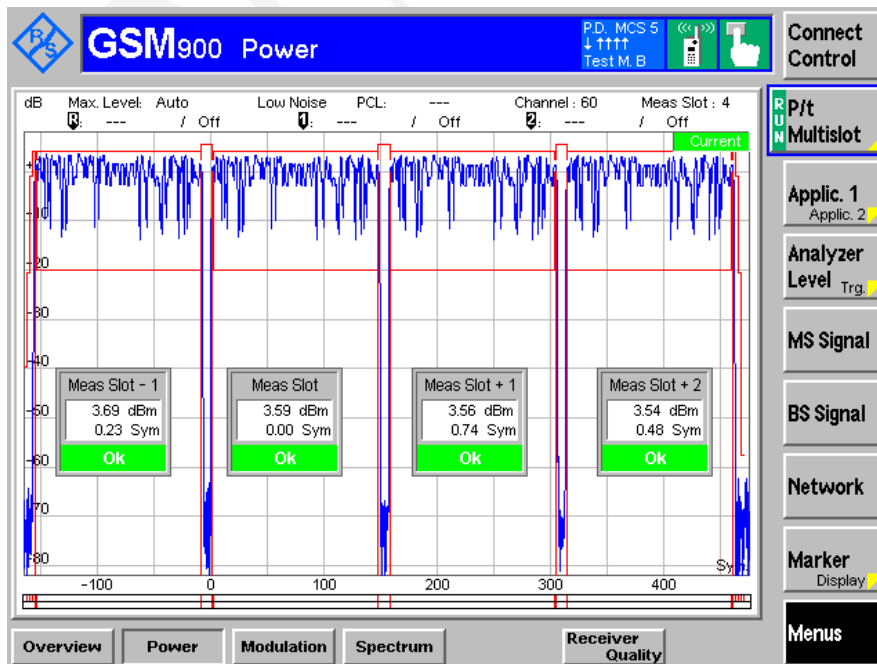 R S
GSM900 Power
P.D. MCS 5
↓ ↑↑↑↑
Test M. B
Connect Control
dB Max. Level: Auto Low Noise PCL: --- Channel : 60 Meas Slot : 4
R: --- / Off 1: --- / Off 2: --- / Off
Current
RUN
P/t Multislot
Applic. 1
Applic. 2
Analyzer Level
Trg.
MS Signal
BS Signal
Network
Marker
Display
Menus
-10
-20
-30
-40
-50
-60
-70
-80
Meas Slot - 1
3.69 dBm
0.23 Sym
Ok
Meas Slot
3.59 dBm
0.00 Sym
Ok
Meas Slot + 1
3.56 dBm
0.74 Sym
Ok
Meas Slot + 2
3.54 dBm
0.48 Sym
Ok
-100 0 100 200 300 400
Overview Power Modulation Spectrum Receiver Quality